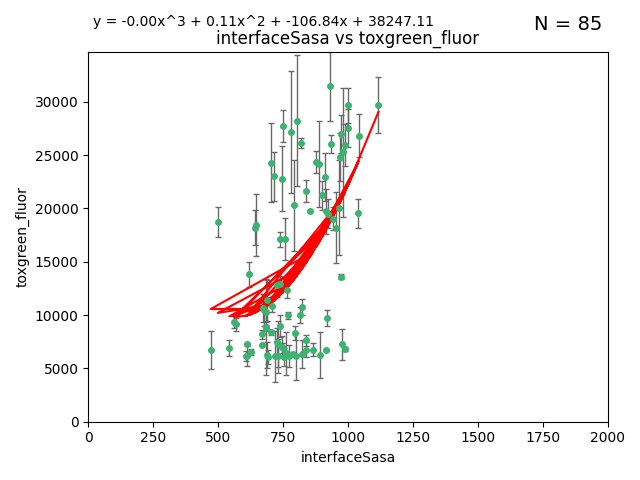 y = -0.00x^3 + 0.11x^2 + -106.84x + 38247.11
N = 85
interfaceSasa vs toxgreen_fluor
toxgreen_fluor
30000
25000
20000
15000
10000
5000
0
0 250 500 750 1000 1250 1500 1750 2000
interfaceSasa